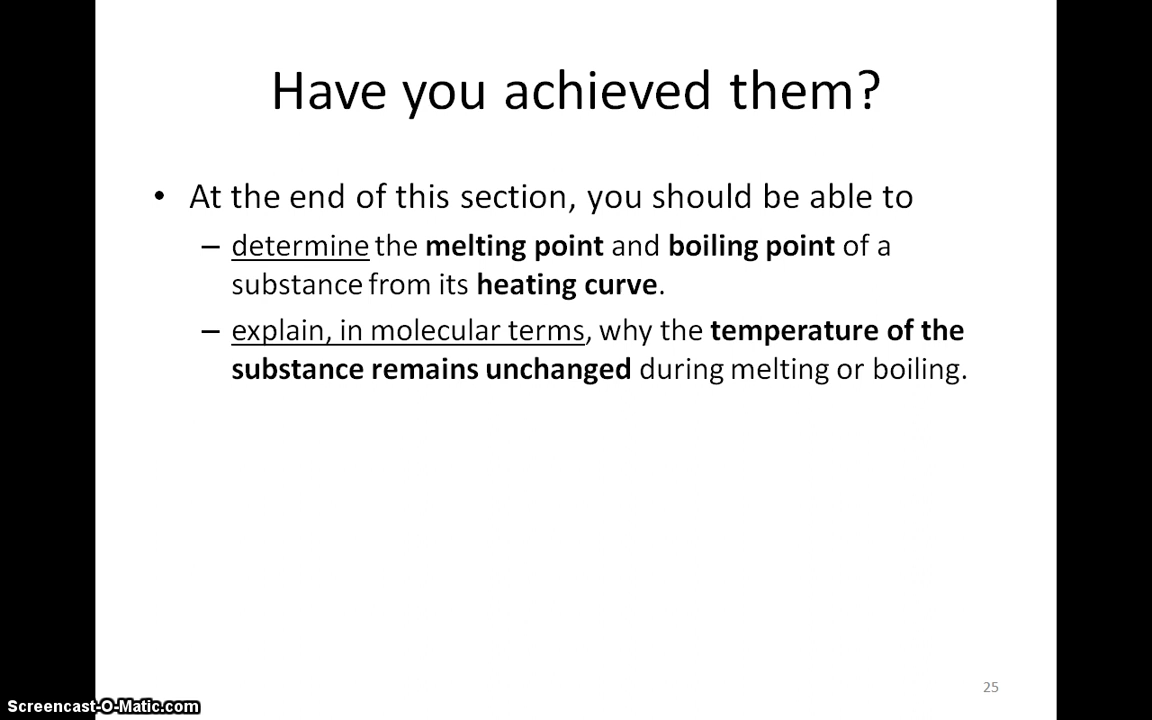 Have you achieved them?
• At the end of this section, you should be able to
– determine the melting point and boiling point of a
substance from its heating curve.
– explain, in molecular terms, why the temperature of the
substance remains unchanged during melting or boiling.
25
Screencast-O-Matic.com